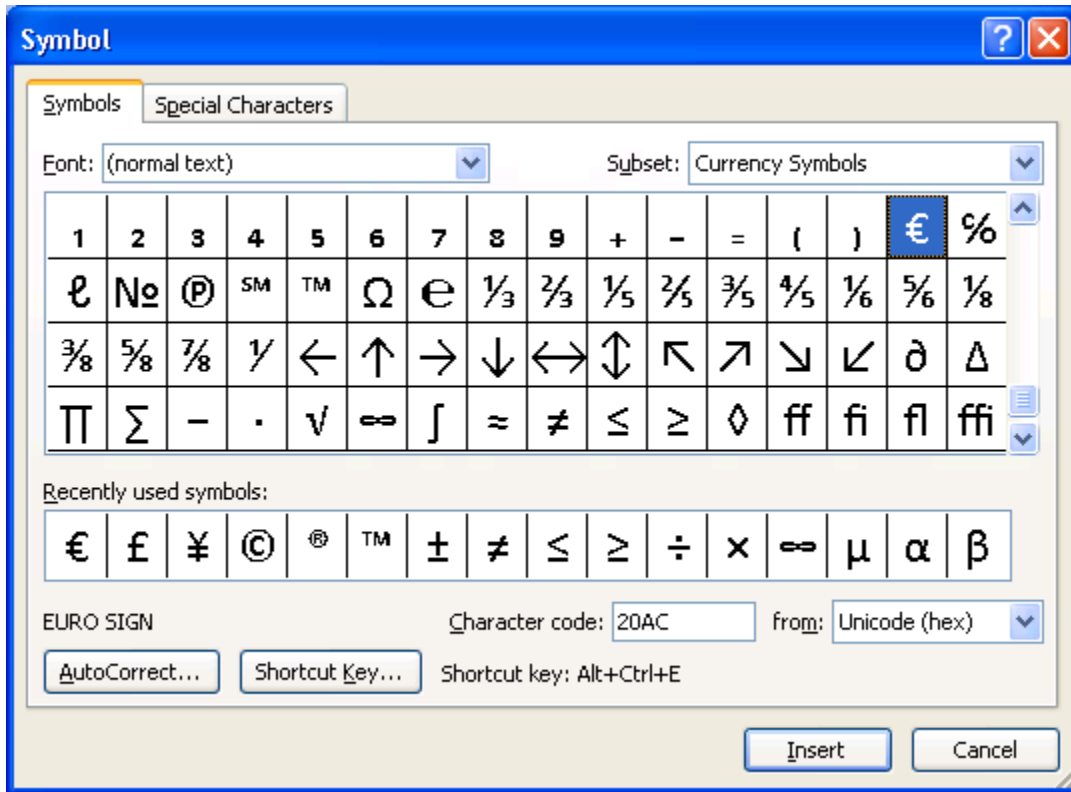 Symbol
Symbols Special Characters
Font: (normal text) Subset: Currency Symbols
1 2 3 4 5 6 7 8 9 + − = ( ) € ℅
ℓ № ℗ ℠ ™ Ω ℮ ⅓ ⅔ ⅕ ⅖ ⅗ ⅘ ⅙ ⅚ ⅛
⅜ ⅝ ⅞ ⅟ ← ↑ → ↓ ↔ ↕ ↖ ↗ ↘ ↙ ∂ ∆
∏ ∑ − ∙ √ ∞ ∫ ≈ ≠ ≤ ≥ ◊ ff fi fl ffi
Recently used symbols:
€ £ ¥ © ® ™ ± ≠ ≤ ≥ ÷ × ∞ µ α β
EURO SIGN Character code: 20AC from: Unicode (hex)
AutoCorrect... Shortcut Key... Shortcut key: Alt+Ctrl+E
Insert Cancel